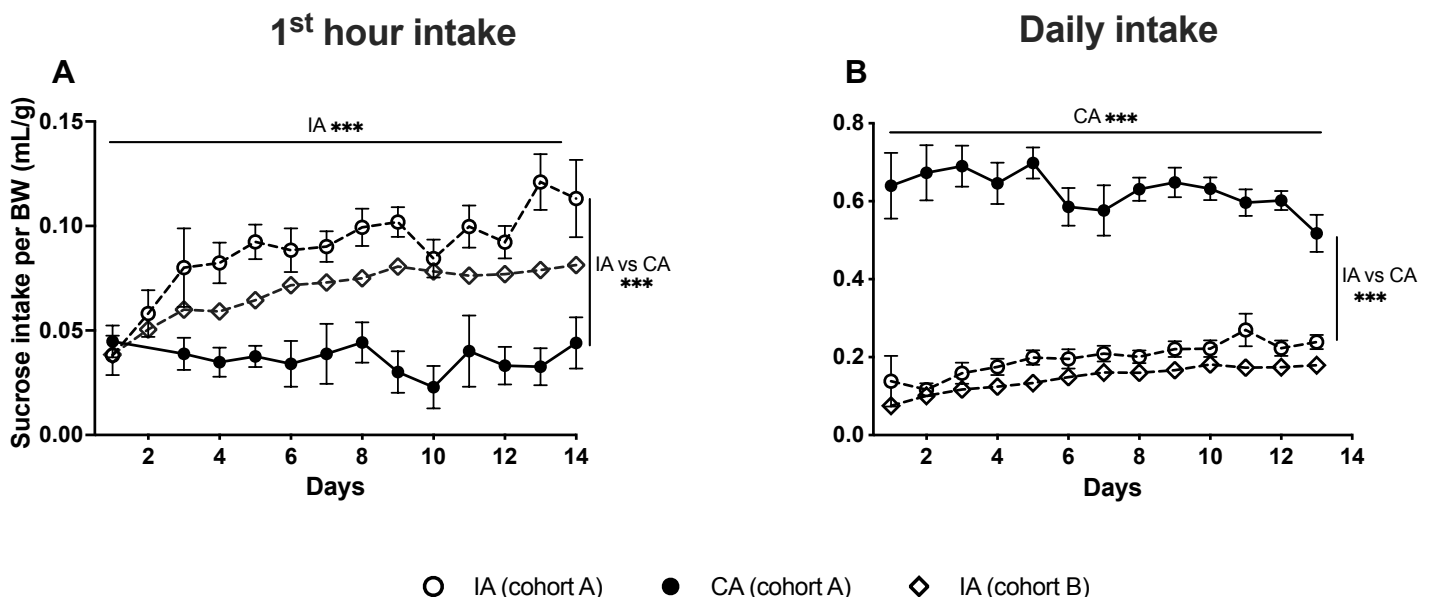 1st hour intake
Daily intake
A
B
Sucrose intake per BW (mL/g)
0.15
0.10
0.05
0.00
IA ***
IA vs CA
***
2 4 6 8 10 12 14
Days
0.8
0.6
0.4
0.2
0.0
CA ***
IA vs CA
***
2 4 6 8 10 12 14
Days
IA (cohort A) CA (cohort A) IA (cohort B)